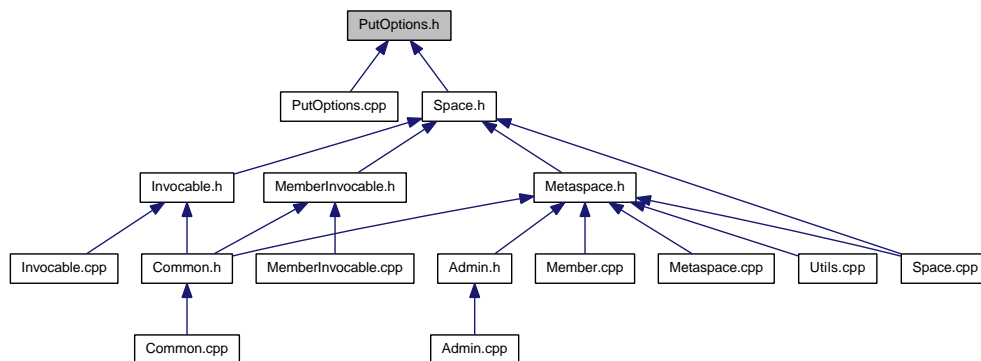 PutOptions.h
PutOptions.cpp
Space.h
Invocable.h
MemberInvocable.h
Metaspace.h
Invocable.cpp
Common.h
MemberInvocable.cpp
Admin.h
Member.cpp
Metaspace.cpp
Utils.cpp
Space.cpp
Common.cpp
Admin.cpp